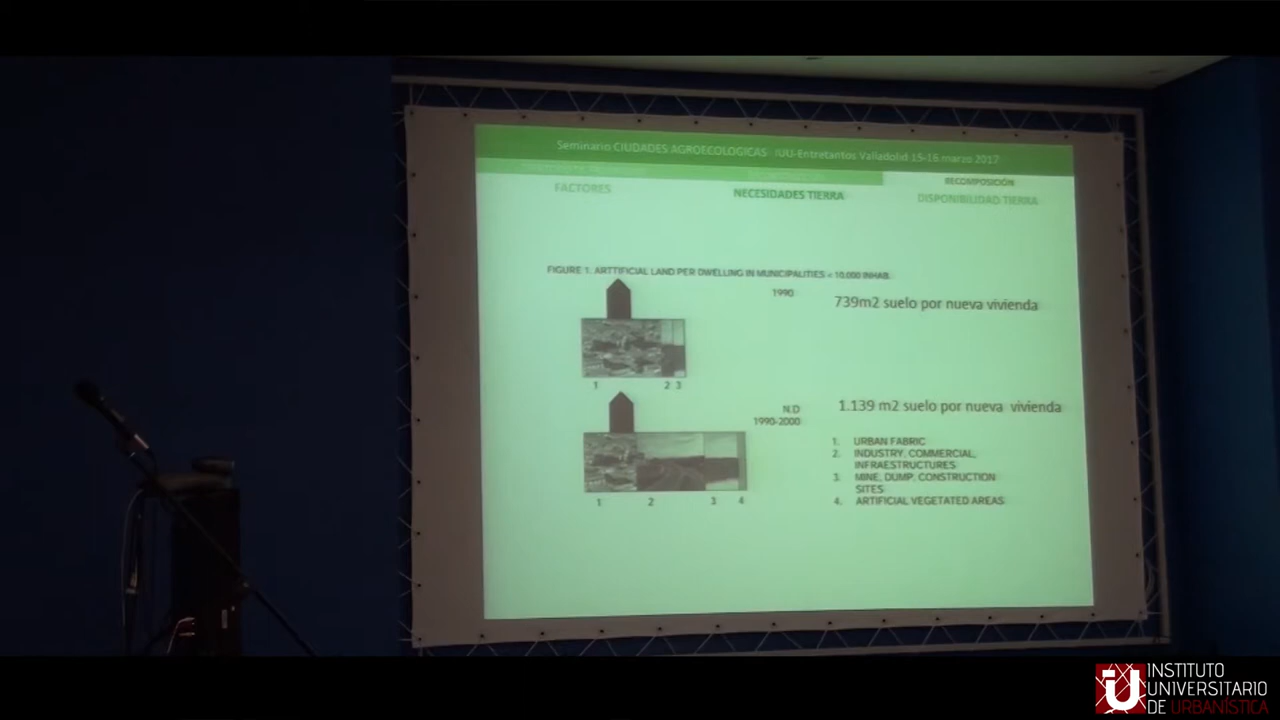 Seminario CIUDADES AGROECOLOGICAS IUU-Entretantos Valladolid 15-16 marzo 2017
RECOMPOSICIÓN
FACTORES
NECESIDADES TIERRA
DISPONIBILIDAD TIERRA
FIGURE 1. ARTTIFICIAL LAND PER DWELLING IN MUNICIPALITIES < 10.000 INHAB.
1990
739m2 suelo por nueva vivienda
1 2 3
N.D
1990-2000
1.139 m2 suelo por nueva vivienda
1 2 3 4
1. URBAN FABRIC
2. INDUSTRY, COMMERCIAL,
INFRAESTRUCTURES
3. MINE, DUMP, CONSTRUCTION
SITES
4. ARTIFICIAL VEGETATED AREAS
IU
INSTITUTO
UNIVERSITARIO
DE URBANÍSTICA